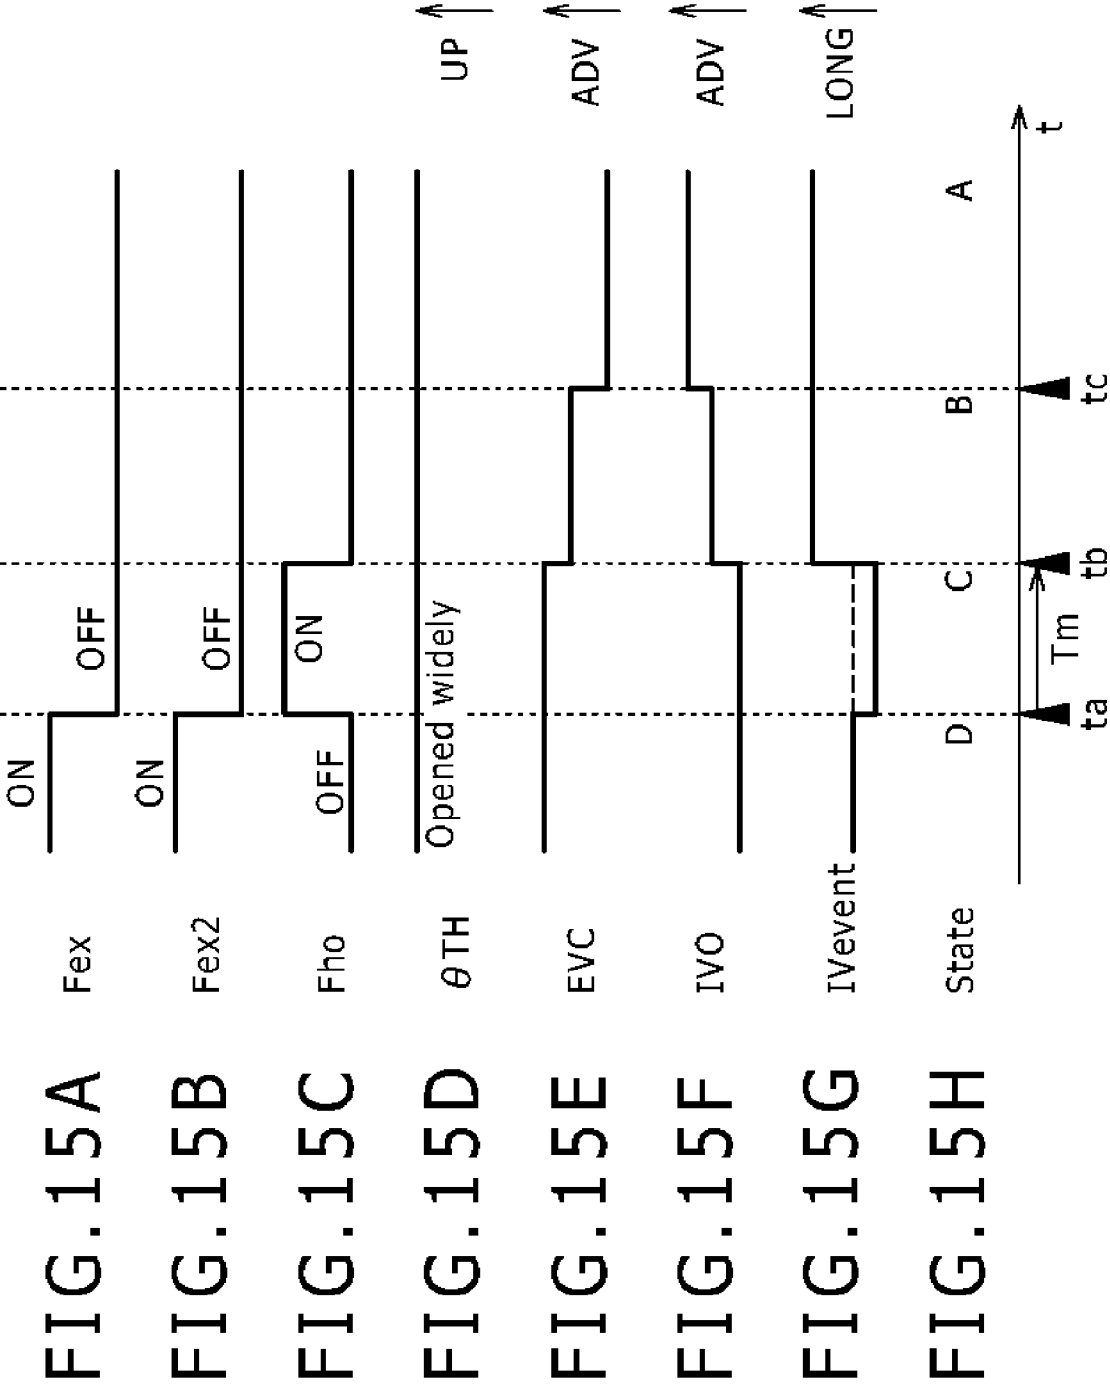 FIG.15A Fex ON OFF
FIG.15B Fex2 ON OFF
FIG.15C Fho OFF ON
FIG.15D θTH Opened widely UP
FIG.15E EVC ADV
FIG.15F IVO ADV
FIG.15G IVevent LONG
FIG.15H State D C B A
t
Tm
ta tb tc